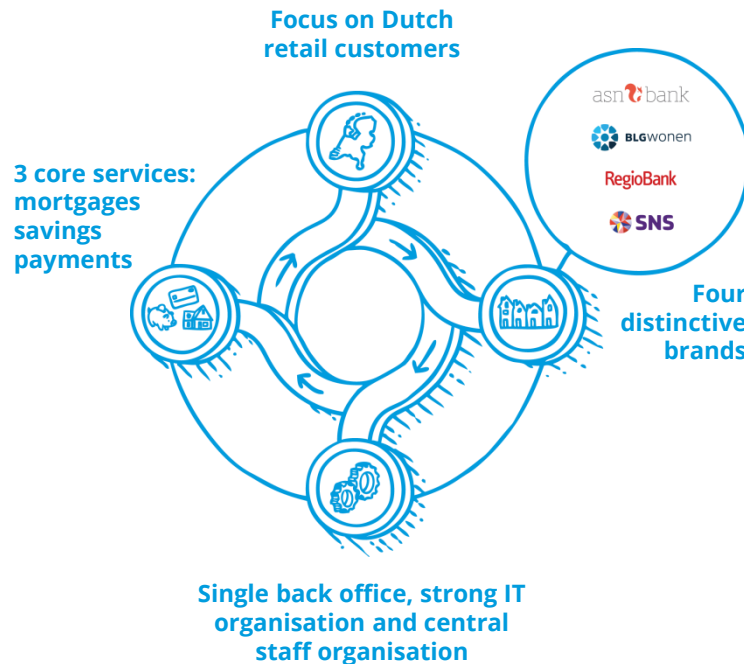 Focus on Dutch
retail customers
asn bank
BLGwonen
RegioBank
SNS
3 core services:
mortgages
savings
payments
Four
distinctive
brands
Single back office, strong IT
organisation and central
staff organisation